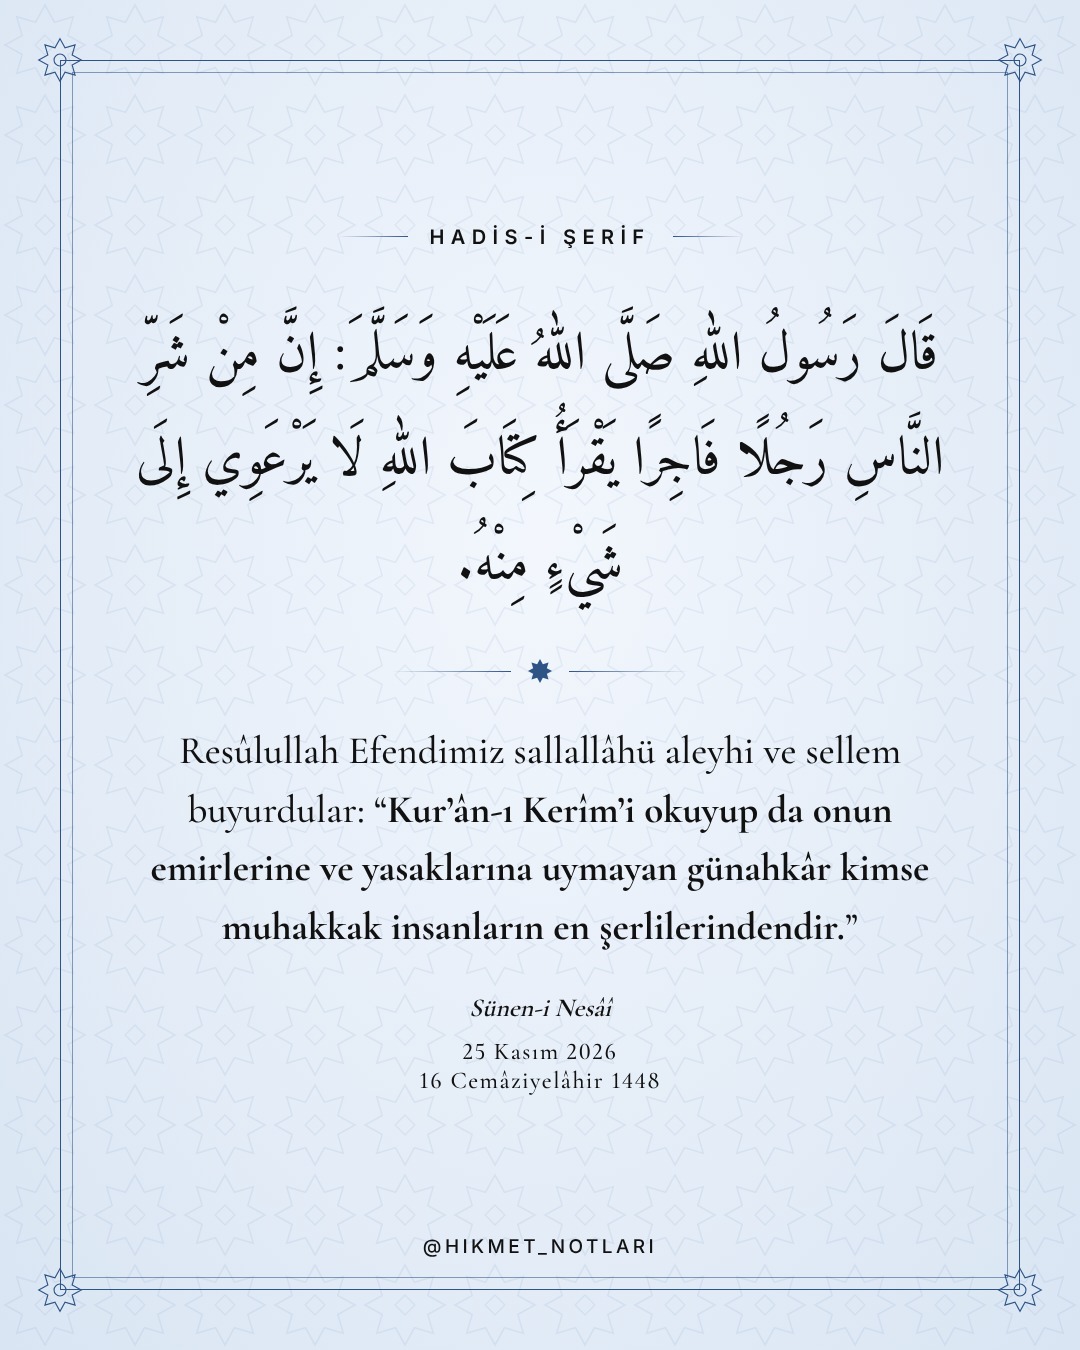 HADİS-İ ŞERİF
قَالَ رَسُولُ اللهِ صَلَّى اللهُ عَلَيْهِ وَسَلَّمَ: إِنَّ مِنْ شَرِّ
النَّاسِ رَجُلًا فَاجِرًا يَقْرَأُ كِتَابَ اللهِ لَا يَرْعَوِي إِلَى
شَيْءٍ مِنْهُ.
Resûlullah Efendimiz sallallâhü aleyhi ve sellem
buyurdular: “Kur’ân-ı Kerîm’i okuyup da onun
emirlerine ve yasaklarına uymayan günahkâr kimse
muhakkak insanların en şerlilerindendir.”
Sünen-i Nesâî
25 Kasım 2026
16 Cemâziyelâhir 1448
@HIKMET_NOTLARI